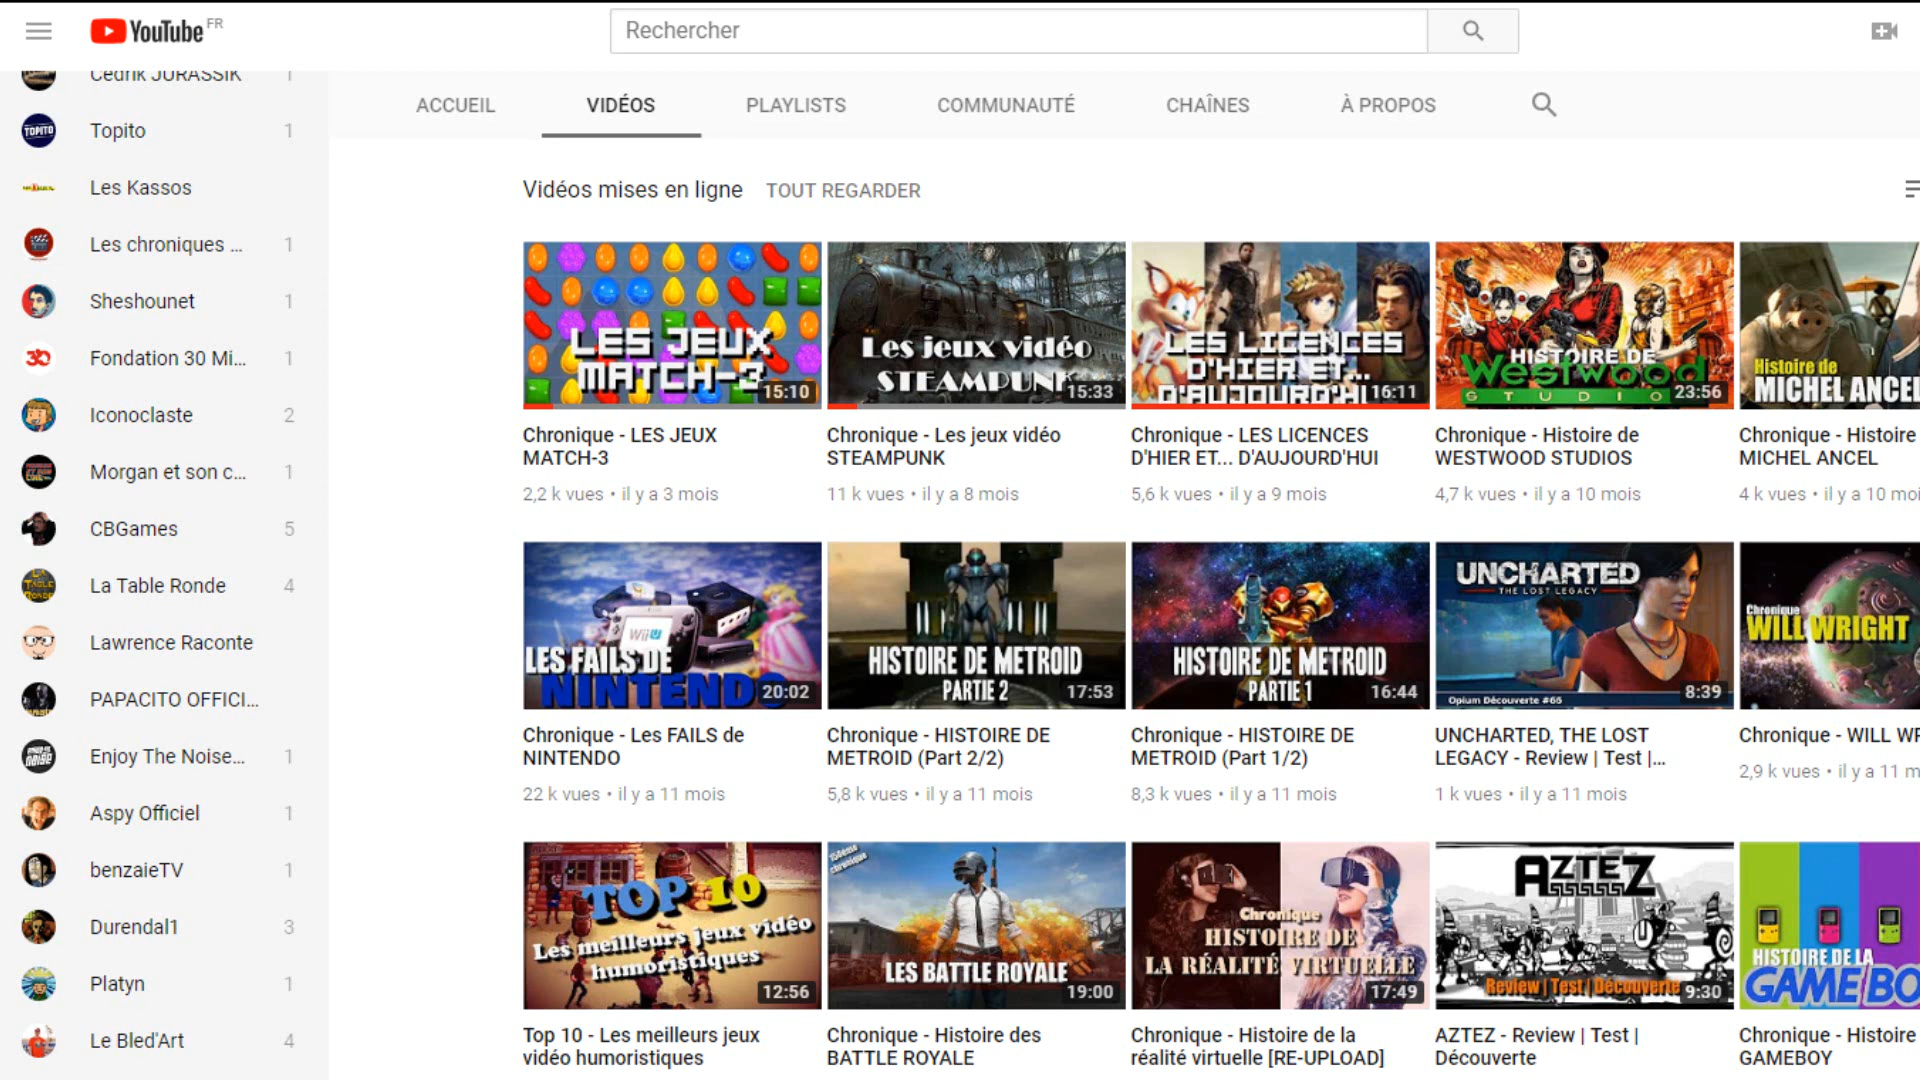 YouTube FR
Rechercher
Cedrik JURASSIK 1
Topito 1
Les Kassos
Les chroniques ... 1
Sheshounet 1
Fondation 30 Mi... 1
Iconoclaste 2
Morgan et son c... 1
CBGames 5
La Table Ronde 4
Lawrence Raconte
PAPACITO OFFICI...
Enjoy The Noise... 1
Aspy Officiel 1
benzaieTV 1
Durendal1 3
Platyn 1
Le Bled'Art 4
ACCUEIL VIDÉOS PLAYLISTS COMMUNAUTÉ CHAÎNES À PROPOS
Vidéos mises en ligne TOUT REGARDER
LES JEUX
MATCH-3
15:10
Chronique - LES JEUX
MATCH-3
2,2 k vues • il y a 3 mois
Les jeux vidéo
STEAMPUNK
15:33
Chronique - Les jeux vidéo
STEAMPUNK
11 k vues • il y a 8 mois
LES LICENCES
D'HIER ET...
D'AUJOURD'HUI
16:11
Chronique - LES LICENCES
D'HIER ET... D'AUJOURD'HUI
5,6 k vues • il y a 9 mois
HISTOIRE DE
Westwood
STUDIO
23:56
Chronique - Histoire de
WESTWOOD STUDIOS
4,7 k vues • il y a 10 mois
Histoire de
MICHEL ANCEL
Chronique - Histoire
MICHEL ANCEL
4 k vues • il y a 10 moi
WiiU
LES FAILS DE
NINTENDO
20:02
Chronique - Les FAILS de
NINTENDO
22 k vues • il y a 11 mois
HISTOIRE DE METROID
PARTIE 2
17:53
Chronique - HISTOIRE DE
METROID (Part 2/2)
5,8 k vues • il y a 11 mois
HISTOIRE DE METROID
PARTIE 1
16:44
Chronique - HISTOIRE DE
METROID (Part 1/2)
8,3 k vues • il y a 11 mois
UNCHARTED
THE LOST LEGACY
Opium Découverte #66
8:39
UNCHARTED, THE LOST
LEGACY - Review | Test |...
1 k vues • il y a 11 mois
Chronique
WILL WRIGHT
Chronique - WILL WR
2,9 k vues • il y a 11 m
TOP 10
Les meilleurs jeux vidéo
humoristiques
12:56
Top 10 - Les meilleurs jeux
vidéo humoristiques
150ème
chronique
LES BATTLE ROYALE
19:00
Chronique - Histoire des
BATTLE ROYALE
Chronique
HISTOIRE DE
LA RÉALITÉ VIRTUELLE
17:49
Chronique - Histoire de la
réalité virtuelle [RE-UPLOAD]
AZTEZ
Review | Test | Découverte
9:30
AZTEZ - Review | Test |
Découverte
HISTOIRE DE LA
GAME BO
Chronique - Histoire
GAMEBOY